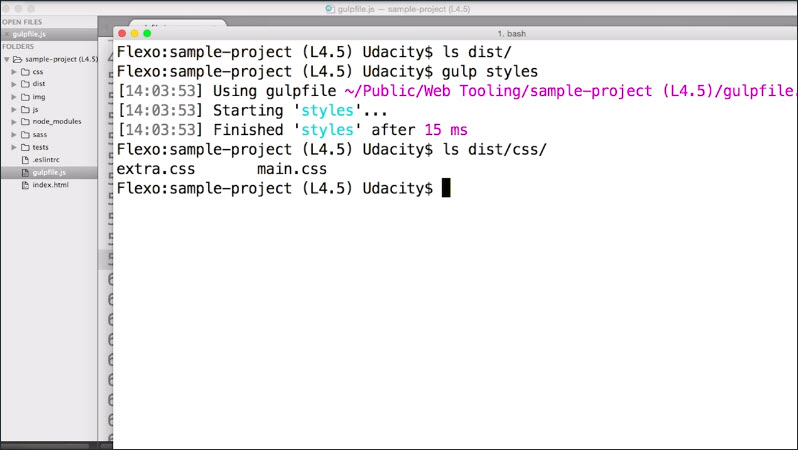 gulpfile.js — sample-project (L4.5)
OPEN FILES
gulpfile.js
FOLDERS
sample-project (L4.5)
css
dist
img
js
node_modules
sass
tests
.eslintrc
gulpfile.js
index.html
1. bash
Flexo:sample-project (L4.5) Udacity$ ls dist/
Flexo:sample-project (L4.5) Udacity$ gulp styles
[14:03:53] Using gulpfile ~/Public/Web Tooling/sample-project (L4.5)/gulpfile.
[14:03:53] Starting 'styles'...
[14:03:53] Finished 'styles' after 15 ms
Flexo:sample-project (L4.5) Udacity$ ls dist/css/
extra.css main.css
Flexo:sample-project (L4.5) Udacity$